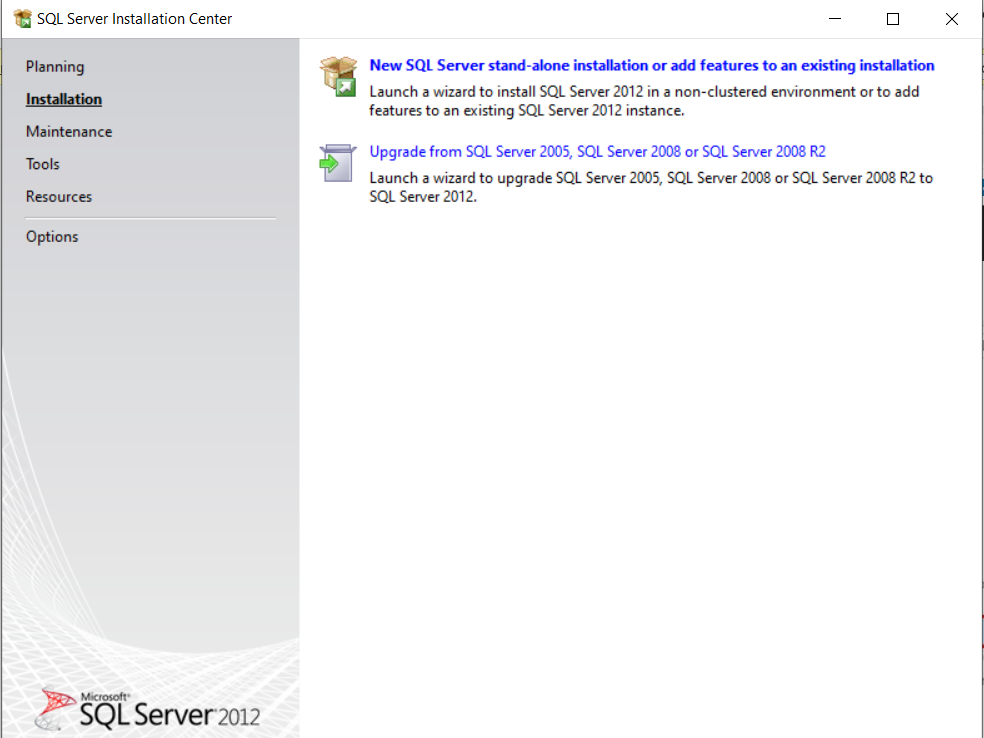 SQL Server Installation Center
Planning
Installation
Maintenance
Tools
Resources
Options
New SQL Server stand-alone installation or add features to an existing installation
Launch a wizard to install SQL Server 2012 in a non-clustered environment or to add
features to an existing SQL Server 2012 instance.
Upgrade from SQL Server 2005, SQL Server 2008 or SQL Server 2008 R2
Launch a wizard to upgrade SQL Server 2005, SQL Server 2008 or SQL Server 2008 R2 to
SQL Server 2012.
Microsoft®
SQL Server 2012